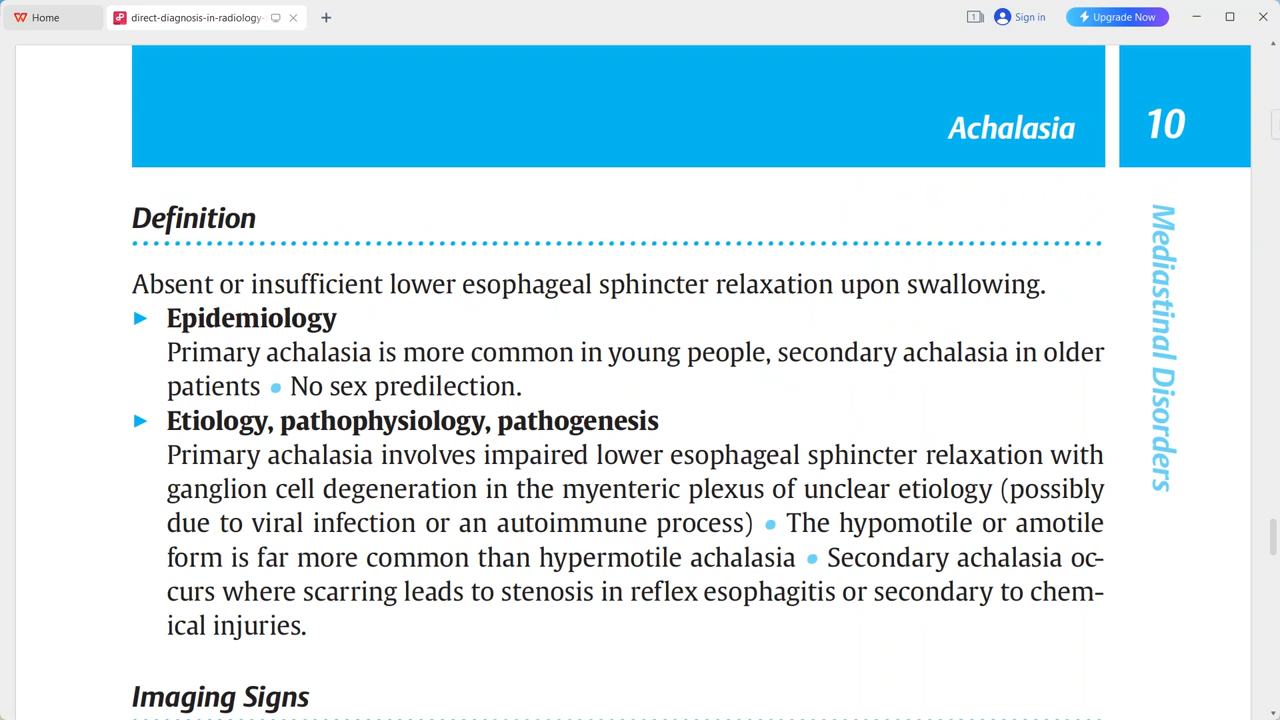 Home
direct-diagnosis-in-radiology-
1
Sign in
Upgrade Now
Achalasia
10
Definition
Absent or insufficient lower esophageal sphincter relaxation upon swallowing.
► Epidemiology
Primary achalasia is more common in young people, secondary achalasia in older
patients • No sex predilection.
► Etiology, pathophysiology, pathogenesis
Primary achalasia involves impaired lower esophageal sphincter relaxation with
ganglion cell degeneration in the myenteric plexus of unclear etiology (possibly
due to viral infection or an autoimmune process) • The hypomotile or amotile
form is far more common than hypermotile achalasia • Secondary achalasia oc-
curs where scarring leads to stenosis in reflex esophagitis or secondary to chem-
ical injuries.
Imaging Signs
Mediastinal Disorders